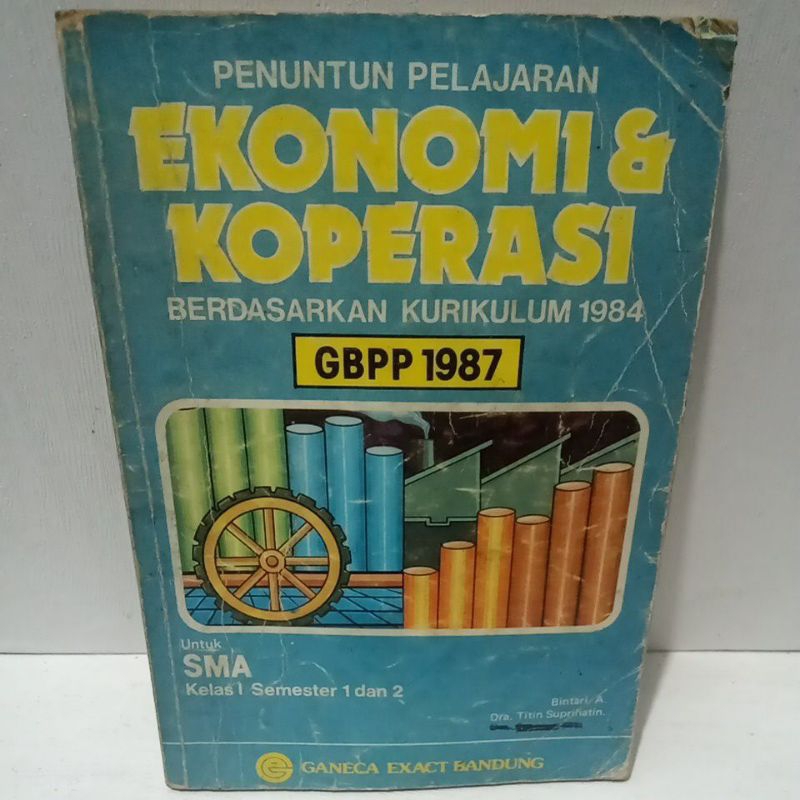 PENUNTUN PELAJARAN
EKONOMI &
KOPERASI
BERDASARKAN KURIKULUM 1984
GBPP 1987
Untuk
SMA
Kelas I Semester 1 dan 2
Bintari. A
Dra. Titin Suprihatin.
GANECA EXACT BANDUNG